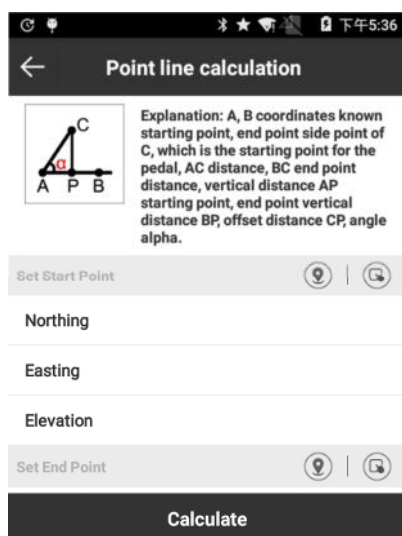 下午5:36
Point line calculation
C
α
A P B
Explanation: A, B coordinates known
starting point, end point side point of
C, which is the starting point for the
pedal, AC distance, BC end point
distance, vertical distance AP
starting point, end point vertical
distance BP, offset distance CP, angle
alpha.
Set Start Point
Northing
Easting
Elevation
Set End Point
Calculate